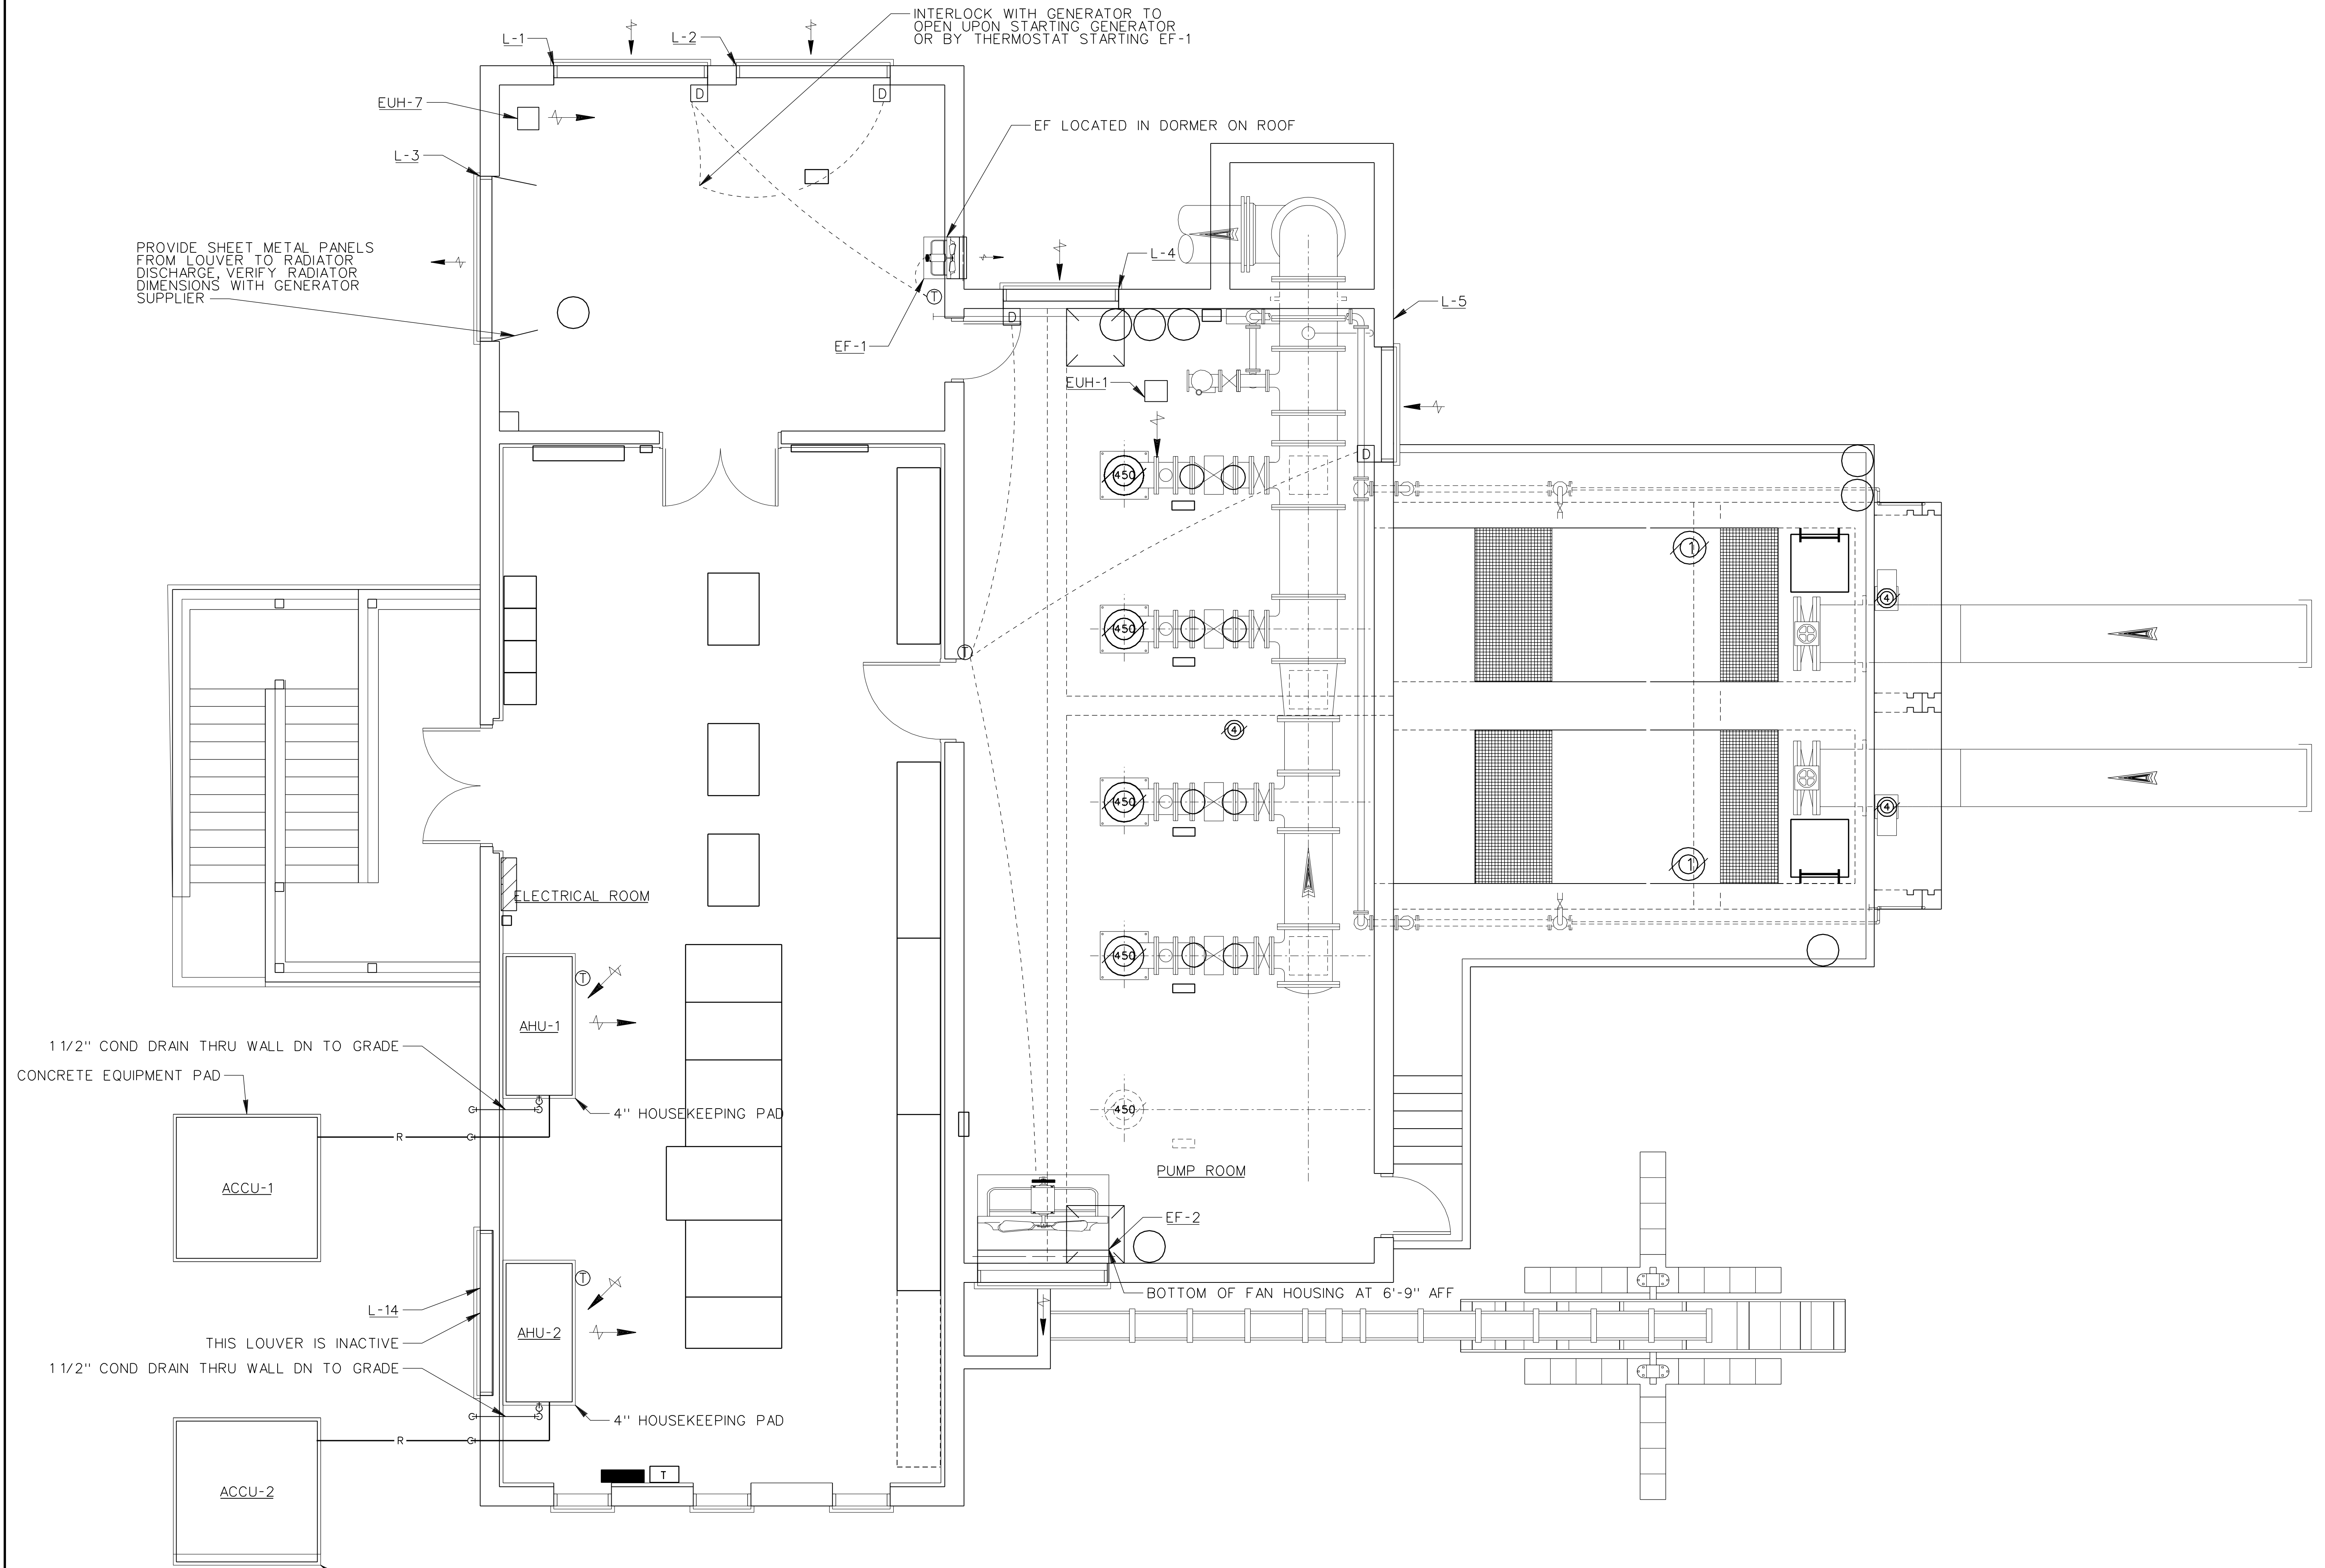 INTERLOCK WITH GENERATOR TO
OPEN UPON STARTING GENERATOR
OR BY THERMOSTAT STARTING EF-1
L-1
L-2
D
D
EUH-7
EF LOCATED IN DORMER ON ROOF
L-3
PROVIDE SHEET METAL PANELS
FROM LOUVER TO RADIATOR
DISCHARGE, VERIFY RADIATOR
DIMENSIONS WITH GENERATOR
SUPPLIER
L-4
L-5
T
D
EF-1
EUH-1
D
450
1
4
450
T
4
450
4
1
ELECTRICAL ROOM
450
T
AHU-1
1 1/2" COND DRAIN THRU WALL DN TO GRADE
CONCRETE EQUIPMENT PAD
4" HOUSEKEEPING PAD
450
R
PUMP ROOM
ACCU-1
EF-2
T
BOTTOM OF FAN HOUSING AT 6'-9" AFF
L-14
AHU-2
THIS LOUVER IS INACTIVE
1 1/2" COND DRAIN THRU WALL DN TO GRADE
4" HOUSEKEEPING PAD
R
T
ACCU-2